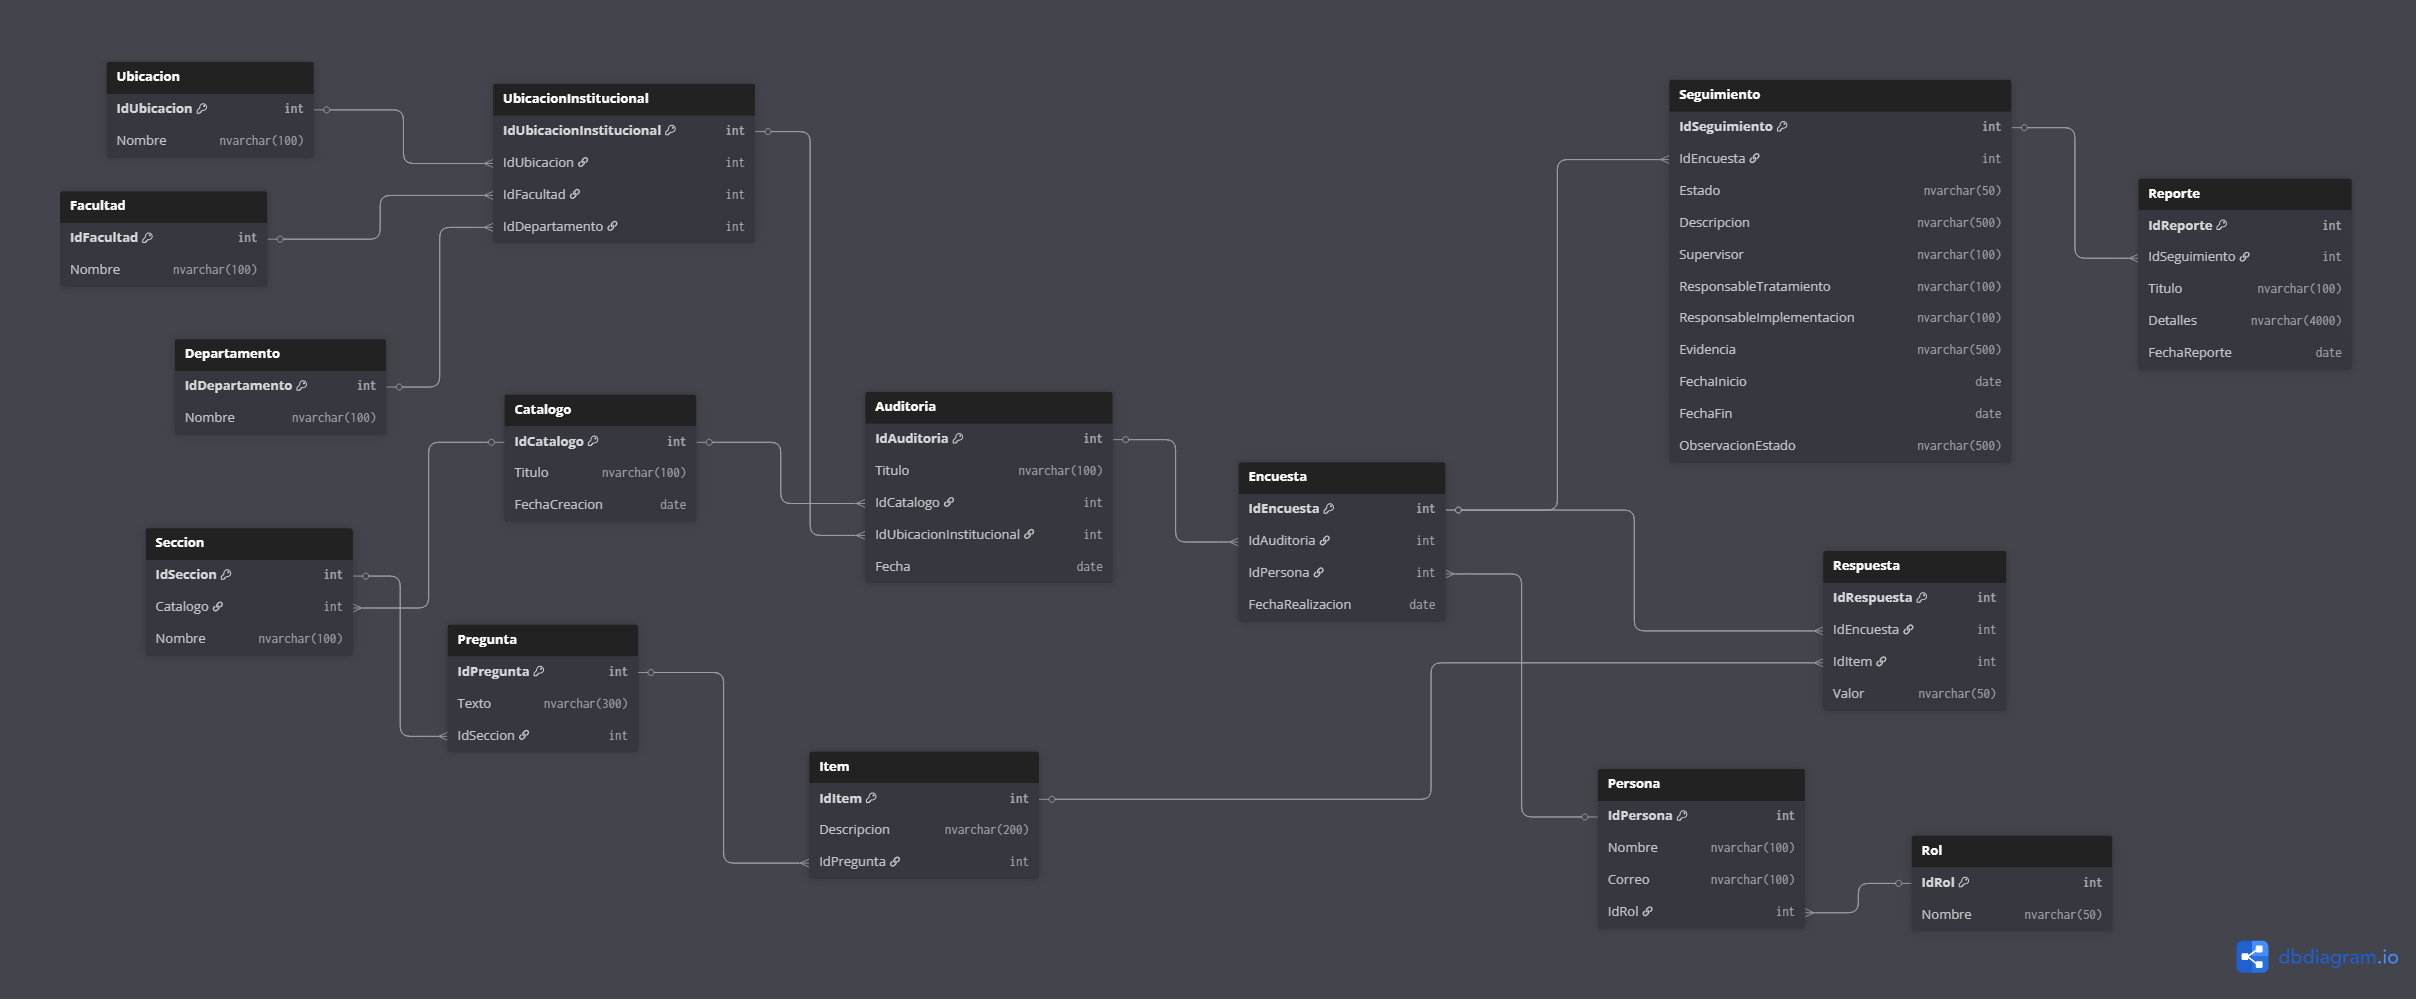 Ubicacion
IdUbicacion int
Nombre nvarchar(100)
Facultad
IdFacultad int
Nombre nvarchar(100)
Departamento
IdDepartamento int
Nombre nvarchar(100)
UbicacionInstitucional
IdUbicacionInstitucional int
IdUbicacion int
IdFacultad int
IdDepartamento int
Catalogo
IdCatalogo int
Titulo nvarchar(100)
FechaCreacion date
Seccion
IdSeccion int
Catalogo int
Nombre nvarchar(100)
Pregunta
IdPregunta int
Texto nvarchar(300)
IdSeccion int
Item
IdItem int
Descripcion nvarchar(200)
IdPregunta int
Auditoria
IdAuditoria int
Titulo nvarchar(100)
IdCatalogo int
IdUbicacionInstitucional int
Fecha date
Encuesta
IdEncuesta int
IdAuditoria int
IdPersona int
FechaRealizacion date
Seguimiento
IdSeguimiento int
IdEncuesta int
Estado nvarchar(50)
Descripcion nvarchar(500)
Supervisor nvarchar(100)
ResponsableTratamiento nvarchar(100)
ResponsableImplementacion nvarchar(100)
Evidencia nvarchar(500)
FechaInicio date
FechaFin date
ObservacionEstado nvarchar(500)
Reporte
IdReporte int
IdSeguimiento int
Titulo nvarchar(100)
Detalles nvarchar(4000)
FechaReporte date
Respuesta
IdRespuesta int
IdEncuesta int
IdItem int
Valor nvarchar(50)
Persona
IdPersona int
Nombre nvarchar(100)
Correo nvarchar(100)
IdRol int
Rol
IdRol int
Nombre nvarchar(50)
dbdiagram.io